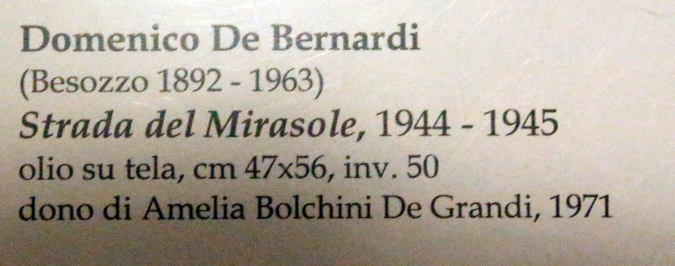 Domenico De Bernardi
(Besozzo 1892 - 1963)
Strada del Mirasole, 1944 - 1945
olio su tela, cm 47x56, inv. 50
dono di Amelia Bolchini De Grandi, 1971